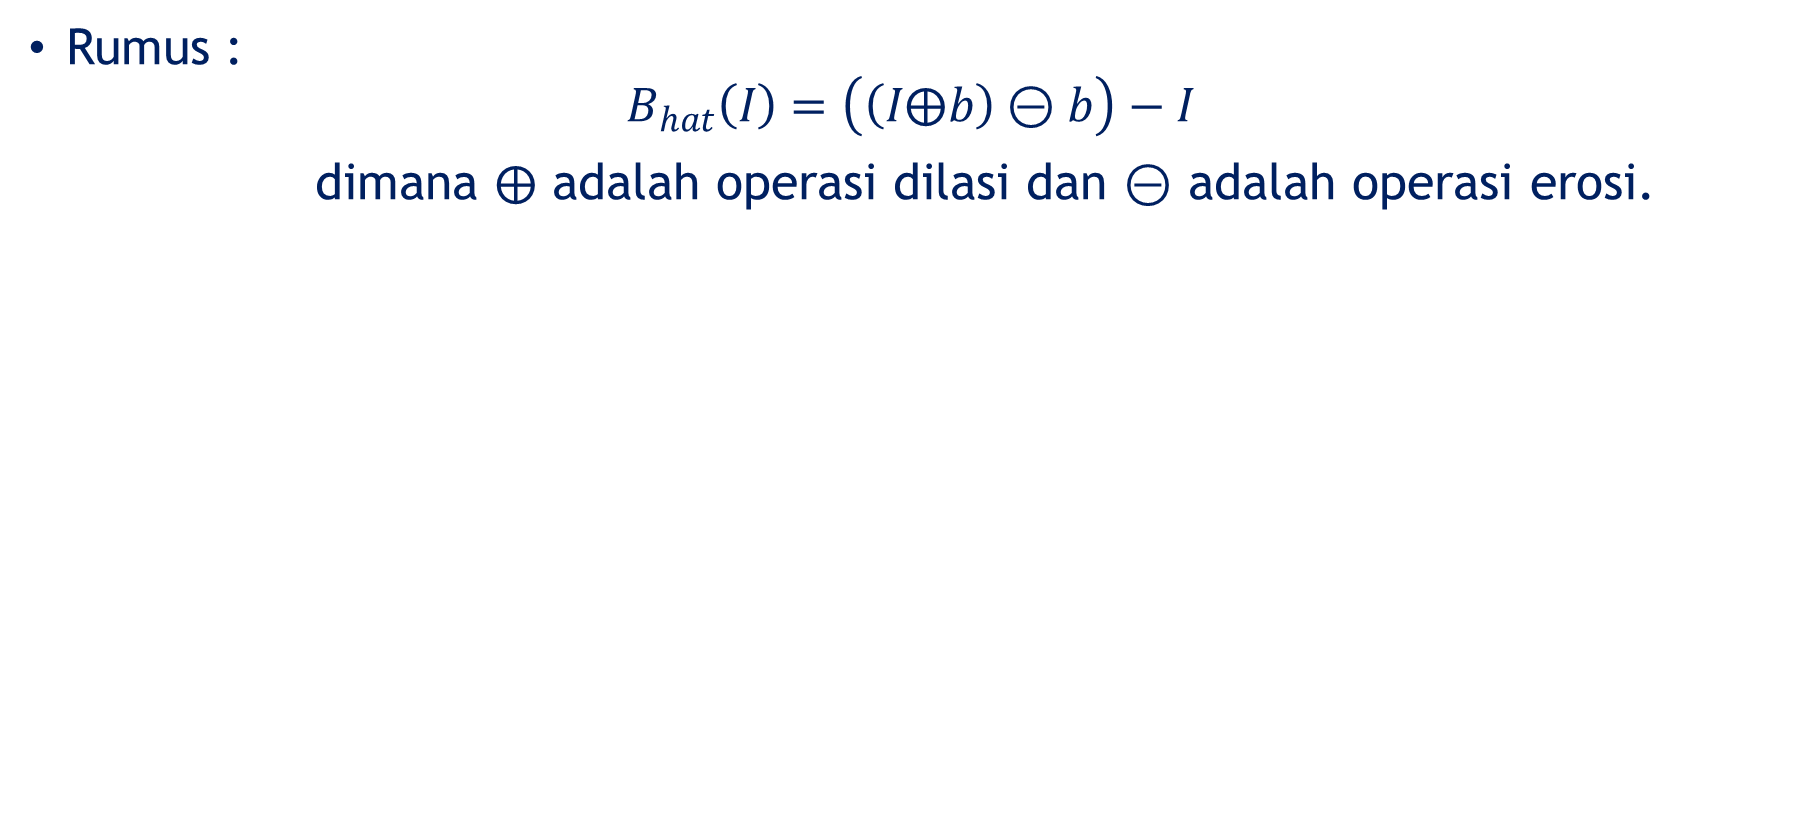 • Rumus :
B_hat(I) = ((I⊕b) ⊖ b) − I
dimana ⊕ adalah operasi dilasi dan ⊖ adalah operasi erosi.